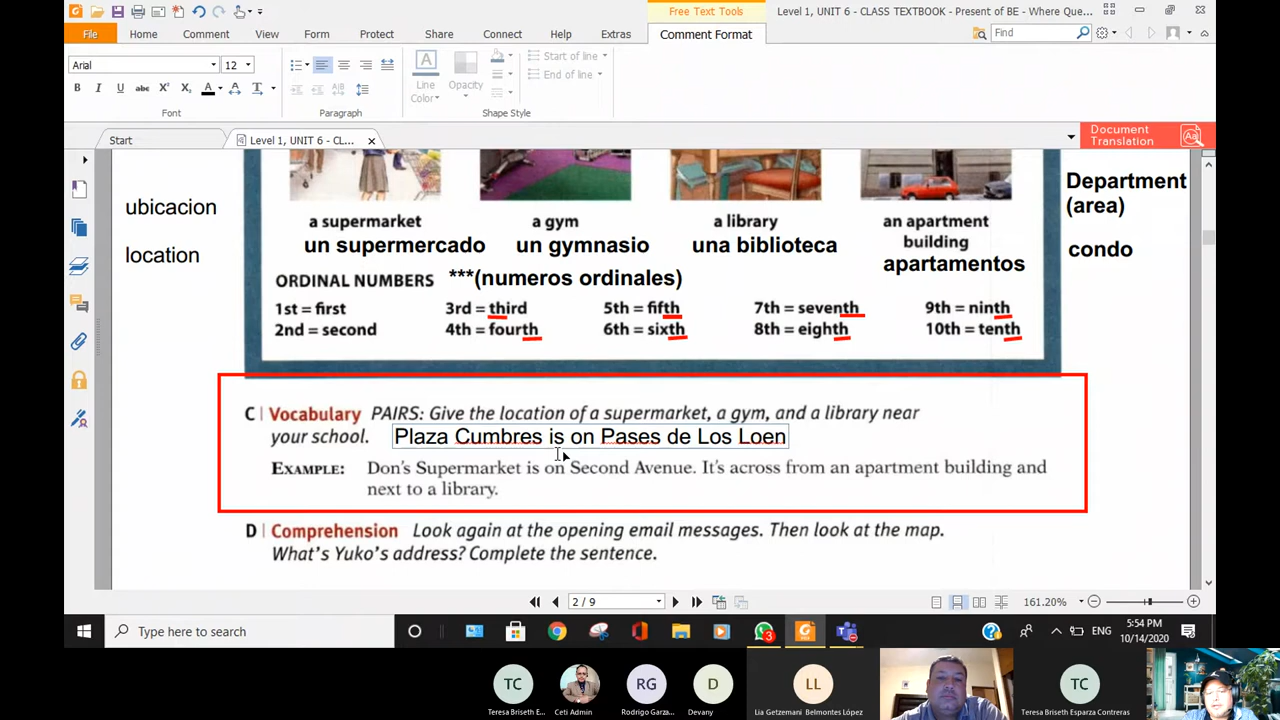 Free Text Tools
Level 1, UNIT 6 - CLASS TEXTBOOK - Present of BE - Where Que...
File Home Comment View Form Protect Share Connect Help Extras Comment Format Find
Arial 12
Start of line
End of line
Line Color
Opacity
Font Paragraph Shape Style
Start Level 1, UNIT 6 - CL...
Document Translation
ubicacion
location
Department
(area)
condo
a supermarket a gym a library an apartment building
un supermercado un gymnasio una biblioteca apartamentos
ORDINAL NUMBERS ***(numeros ordinales)
1st = first 3rd = third 5th = fifth 7th = seventh 9th = ninth
2nd = second 4th = fourth 6th = sixth 8th = eighth 10th = tenth
C | Vocabulary PAIRS: Give the location of a supermarket, a gym, and a library near
your school. Plaza Cumbres is on Pases de Los Loen
EXAMPLE: Don's Supermarket is on Second Avenue. It's across from an apartment building and
next to a library.
D | Comprehension Look again at the opening email messages. Then look at the map.
What's Yuko's address? Complete the sentence.
2 / 9 161.20%
Type here to search
3
ENG
5:54 PM
10/14/2020
TC TC
RG
D
LL
Teresa Briseth E... Ceti Admin Rodrigo Garza... Devany Lia Getzemani Belmontes López Teresa Briseth Esparza Contreras